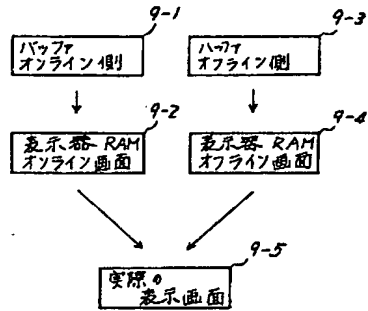 9-1
バッファ
オンライン側
9-3
ハッファ
オフライン側
9-2
表示器 RAM
オンライン画面
9-4
表示器 RAM
オフライン画面
9-5
実際の
表示画面